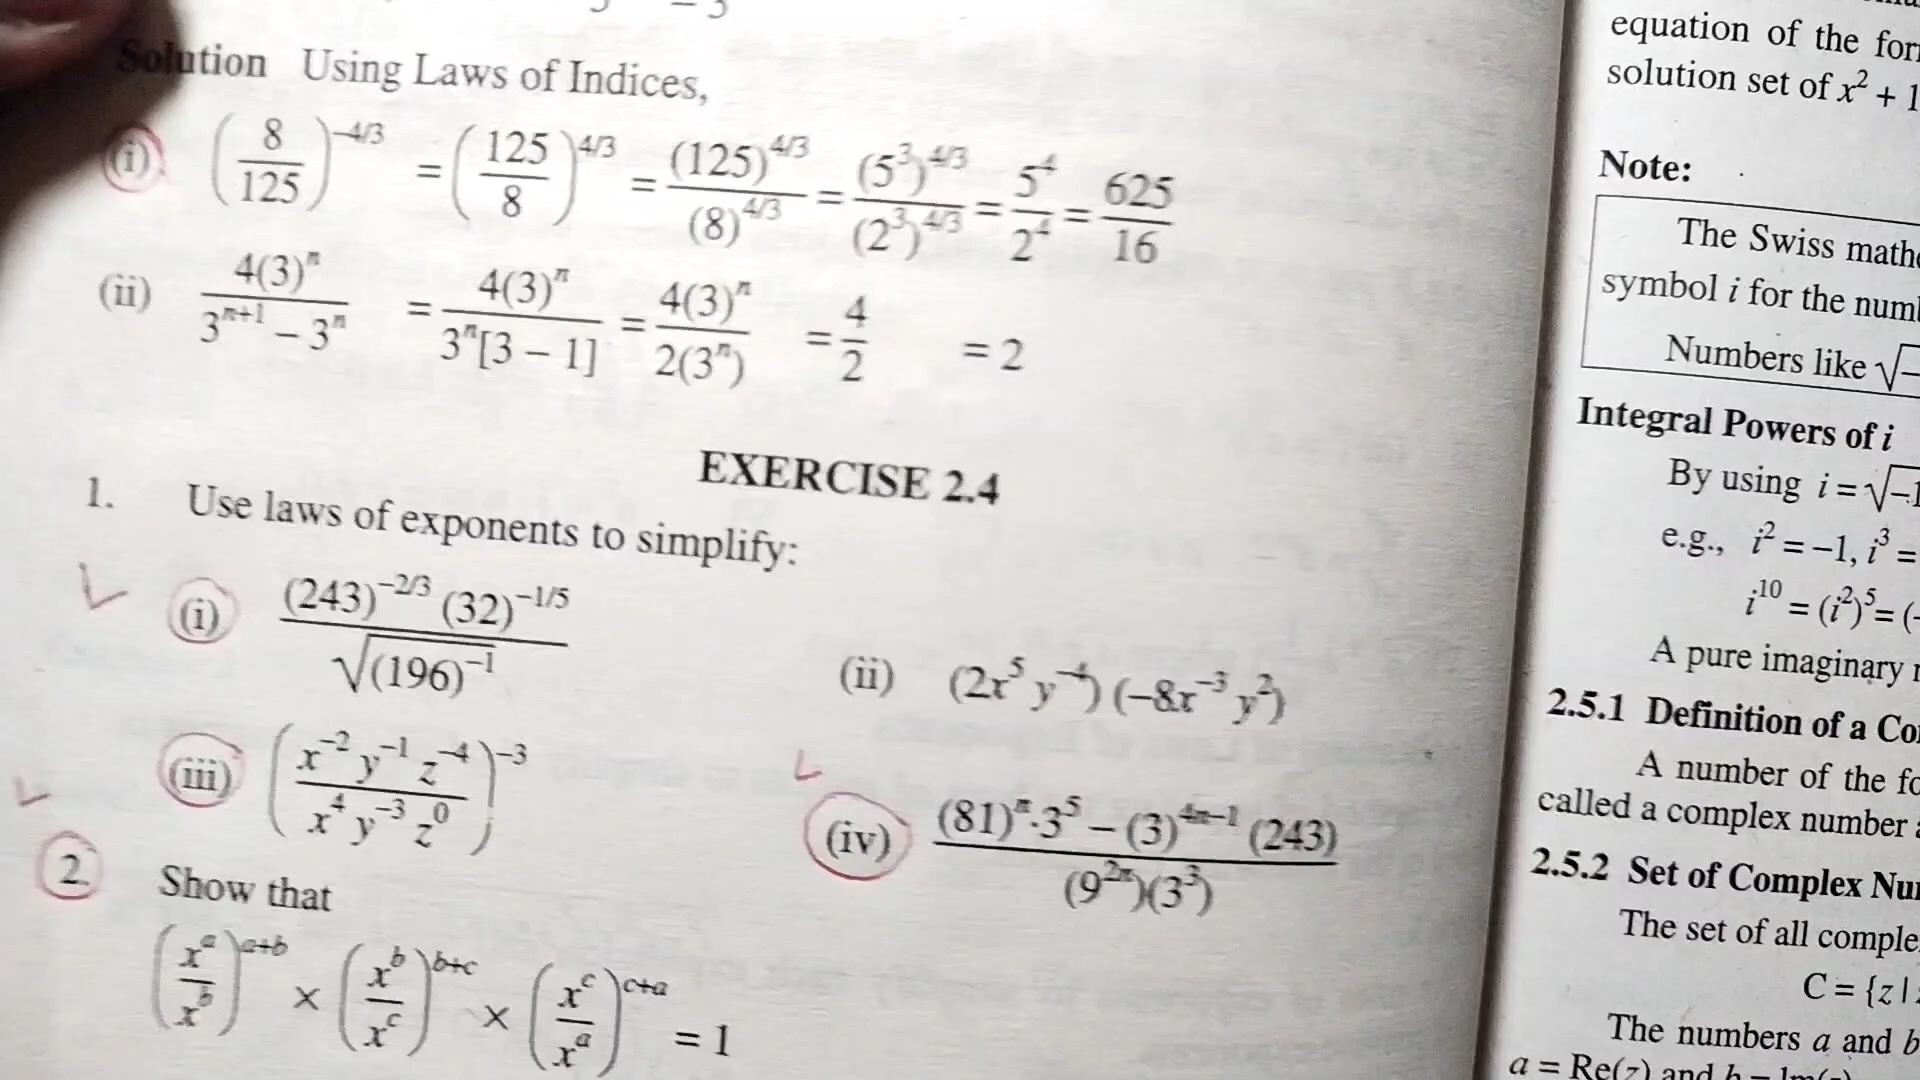 Solution Using Laws of Indices,
(i) (8/125)^(-4/3) = (125/8)^(4/3) = (125)^(4/3)/(8)^(4/3) = (5^3)^(4/3)/(2^3)^(4/3) = 5^4/2^4 = 625/16
(ii) 4(3)^n/(3^(n+1) – 3^n) = 4(3)^n/(3^n[3 – 1]) = 4(3)^n/(2(3^n)) = 4/2 = 2
EXERCISE 2.4
1. Use laws of exponents to simplify:
(i) (243)^(-2/3) (32)^(-1/5)/√((196)^(-1))
(ii) (2x^5 y^(-4)) (–8x^(-3) y^2)
(iii) (x^(-2) y^(-1) z^(-4)/(x^4 y^(-3) z^0))^(-3)
(iv) ((81)^n·3^5 – (3)^(4n–1) (243))/((9^(2n))(3^3))
2. Show that
(x^a/x^b)^(a+b) × (x^b/x^c)^(b+c) × (x^c/x^a)^(c+a) = 1
equation of the
solution set of x^2 + 1
Note:
The Swiss
symbol i for the
Numbers like √–
Integral Powers of i
By using i = √–1
e.g., i^2 = –1, i^3 =
i^10 = (i^2)^5 = (–
A pure imaginary
2.5.1 Definition of a
A number of the
called a complex number
2.5.2 Set of Complex
The set of all
C = {z |
The numbers a and b
a = Re(z) and b = Im(z)